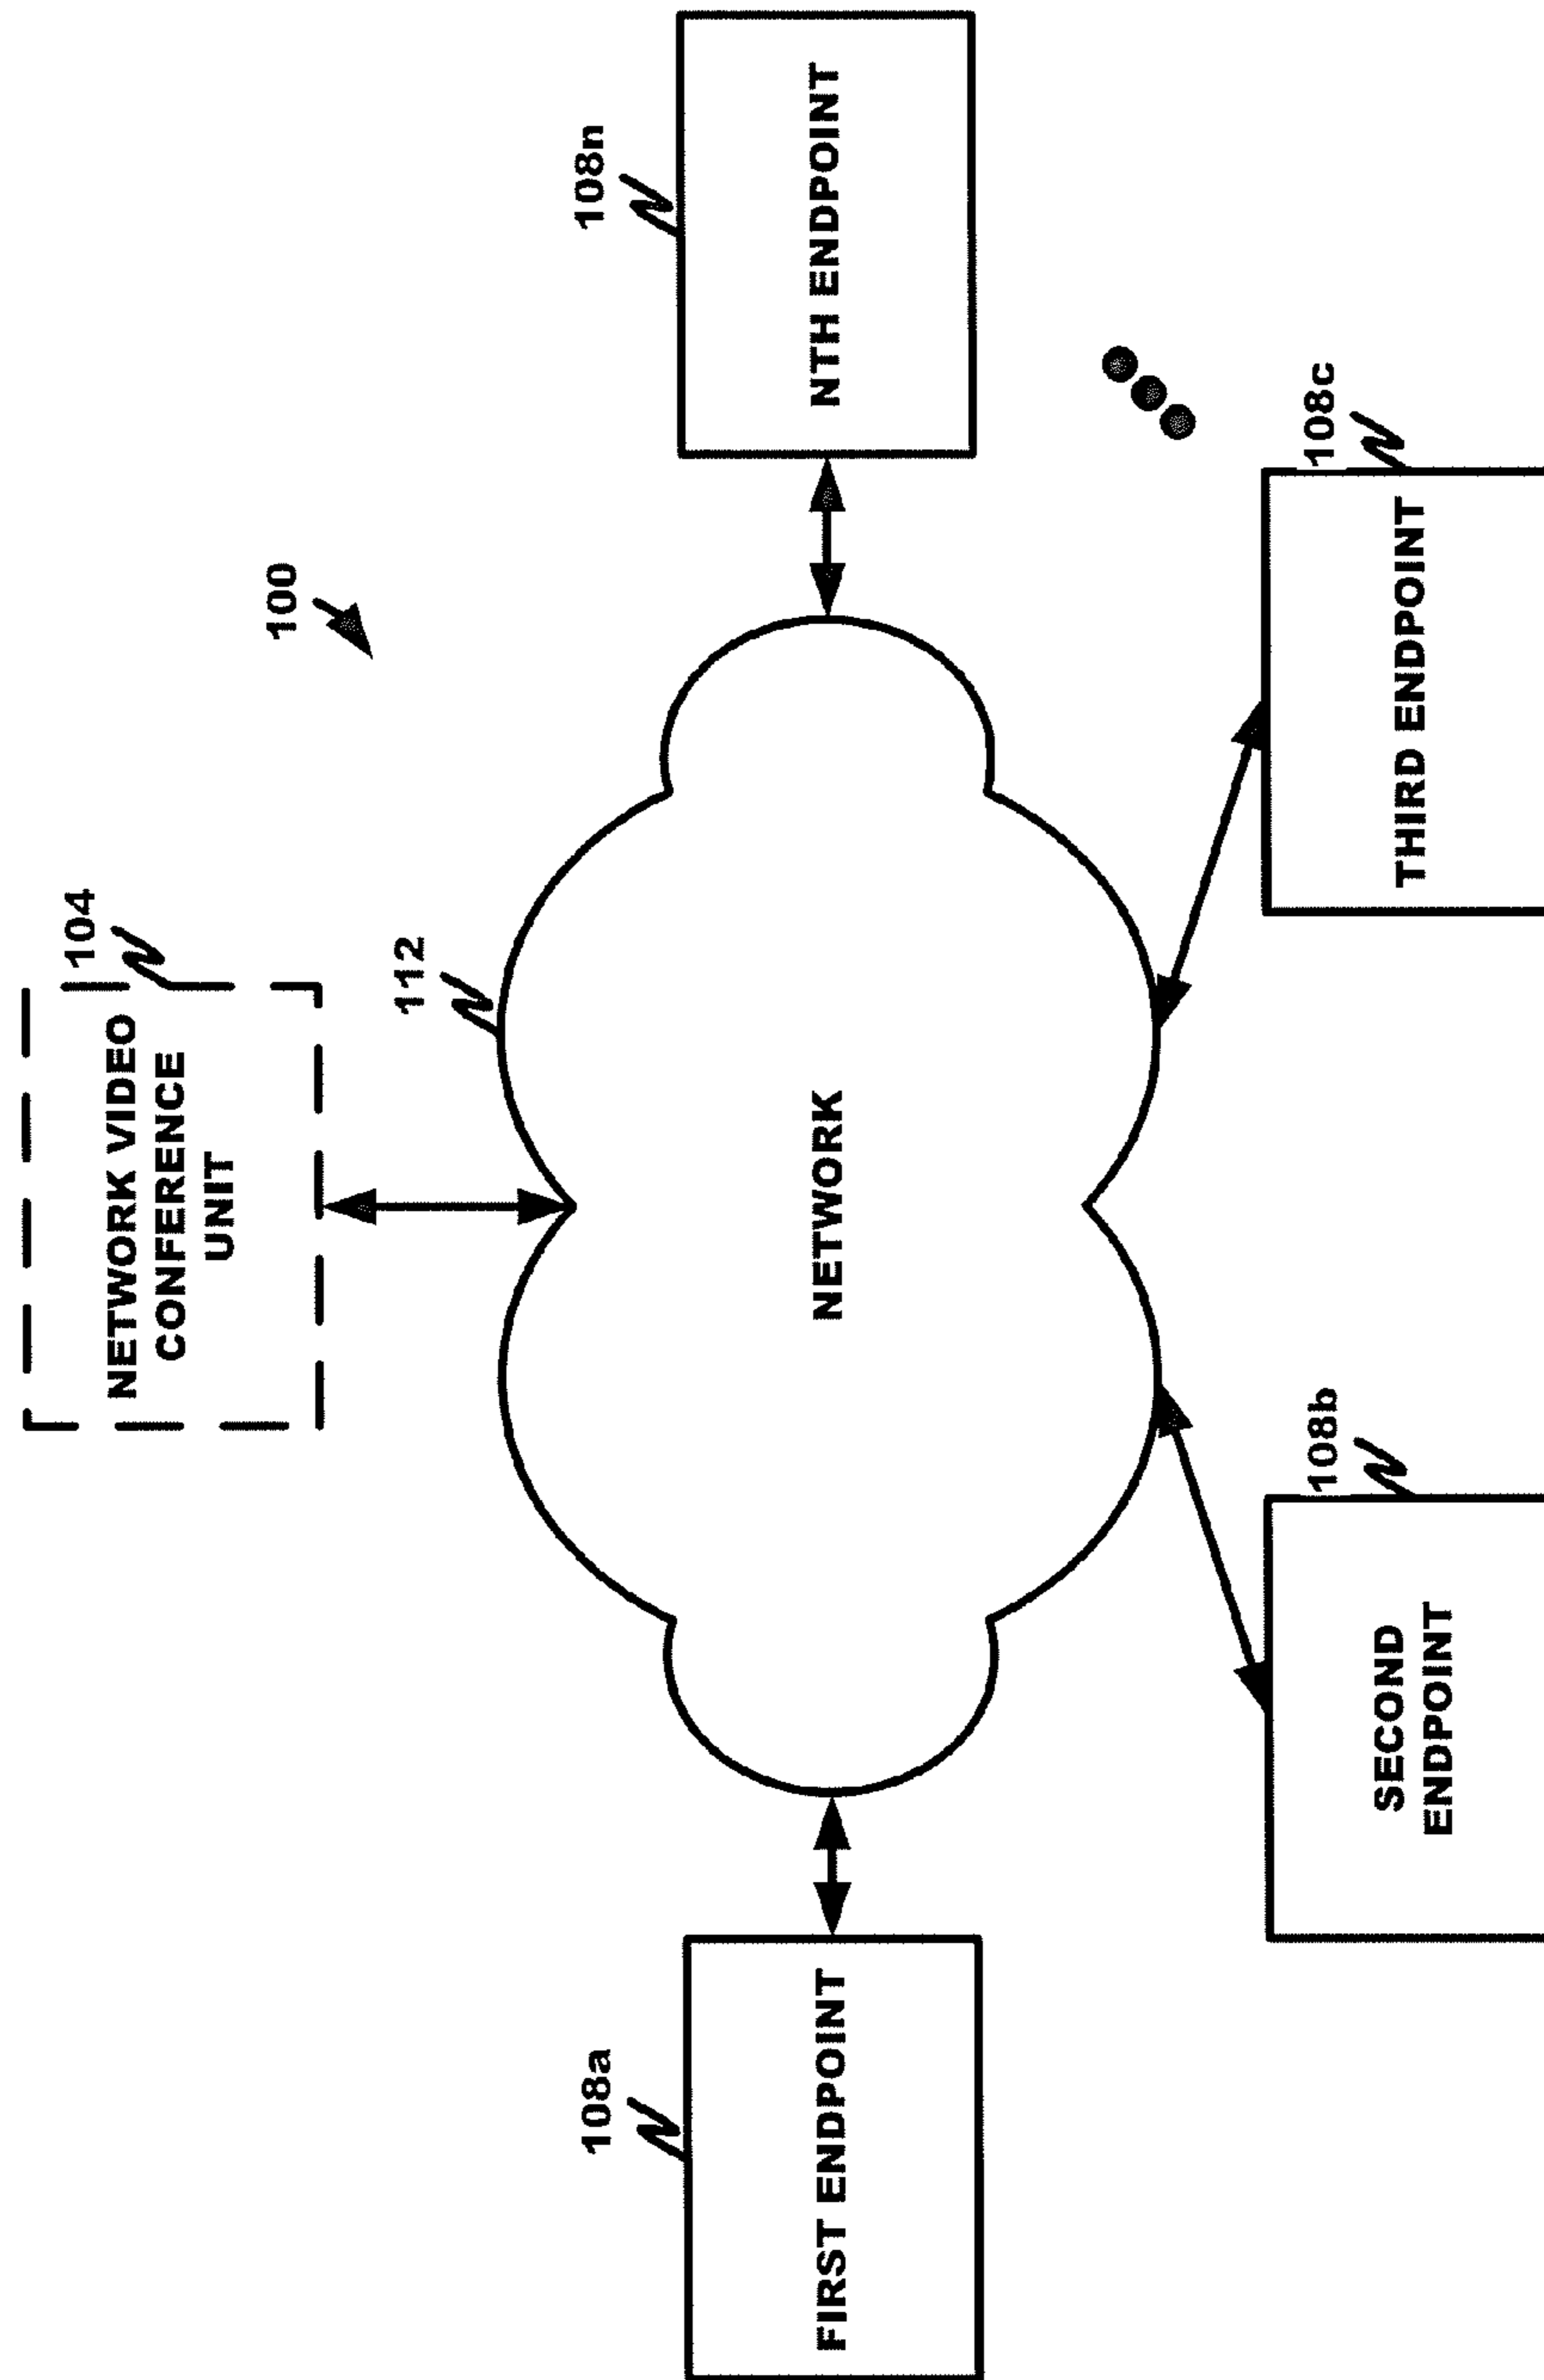 104
NETWORK VIDEO
CONFERENCE
UNIT
100
112
108a
FIRST ENDPOINT
NETWORK
108n
NTH ENDPOINT
108b
SECOND
ENDPOINT
108c
THIRD ENDPOINT